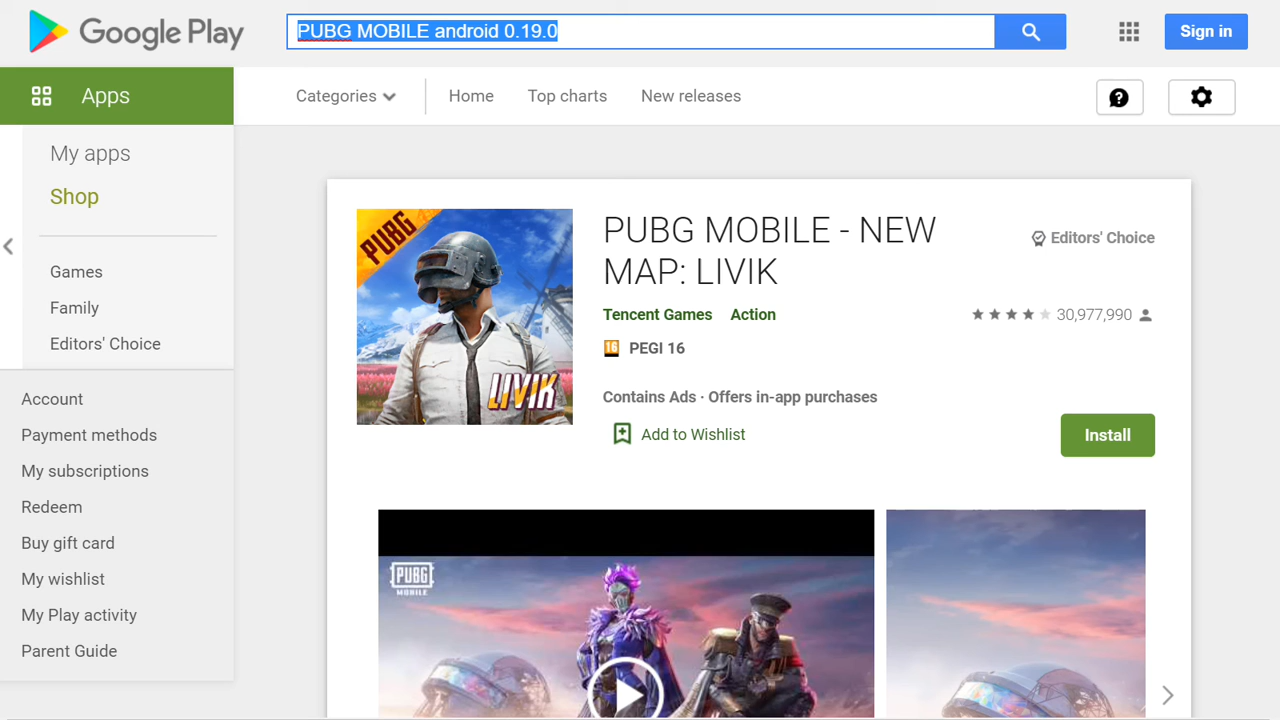 Google Play
PUBG MOBILE android 0.19.0
Sign in
Apps
Categories
Home
Top charts
New releases
My apps
Shop
Games
Family
Editors' Choice
Account
Payment methods
My subscriptions
Redeem
Buy gift card
My wishlist
My Play activity
Parent Guide
PUBG
LIVIK
PUBG MOBILE - NEW
MAP: LIVIK
Editors' Choice
Tencent Games
Action
30,977,990
16
PEGI 16
Contains Ads · Offers in-app purchases
Add to Wishlist
Install
PUBG
MOBILE